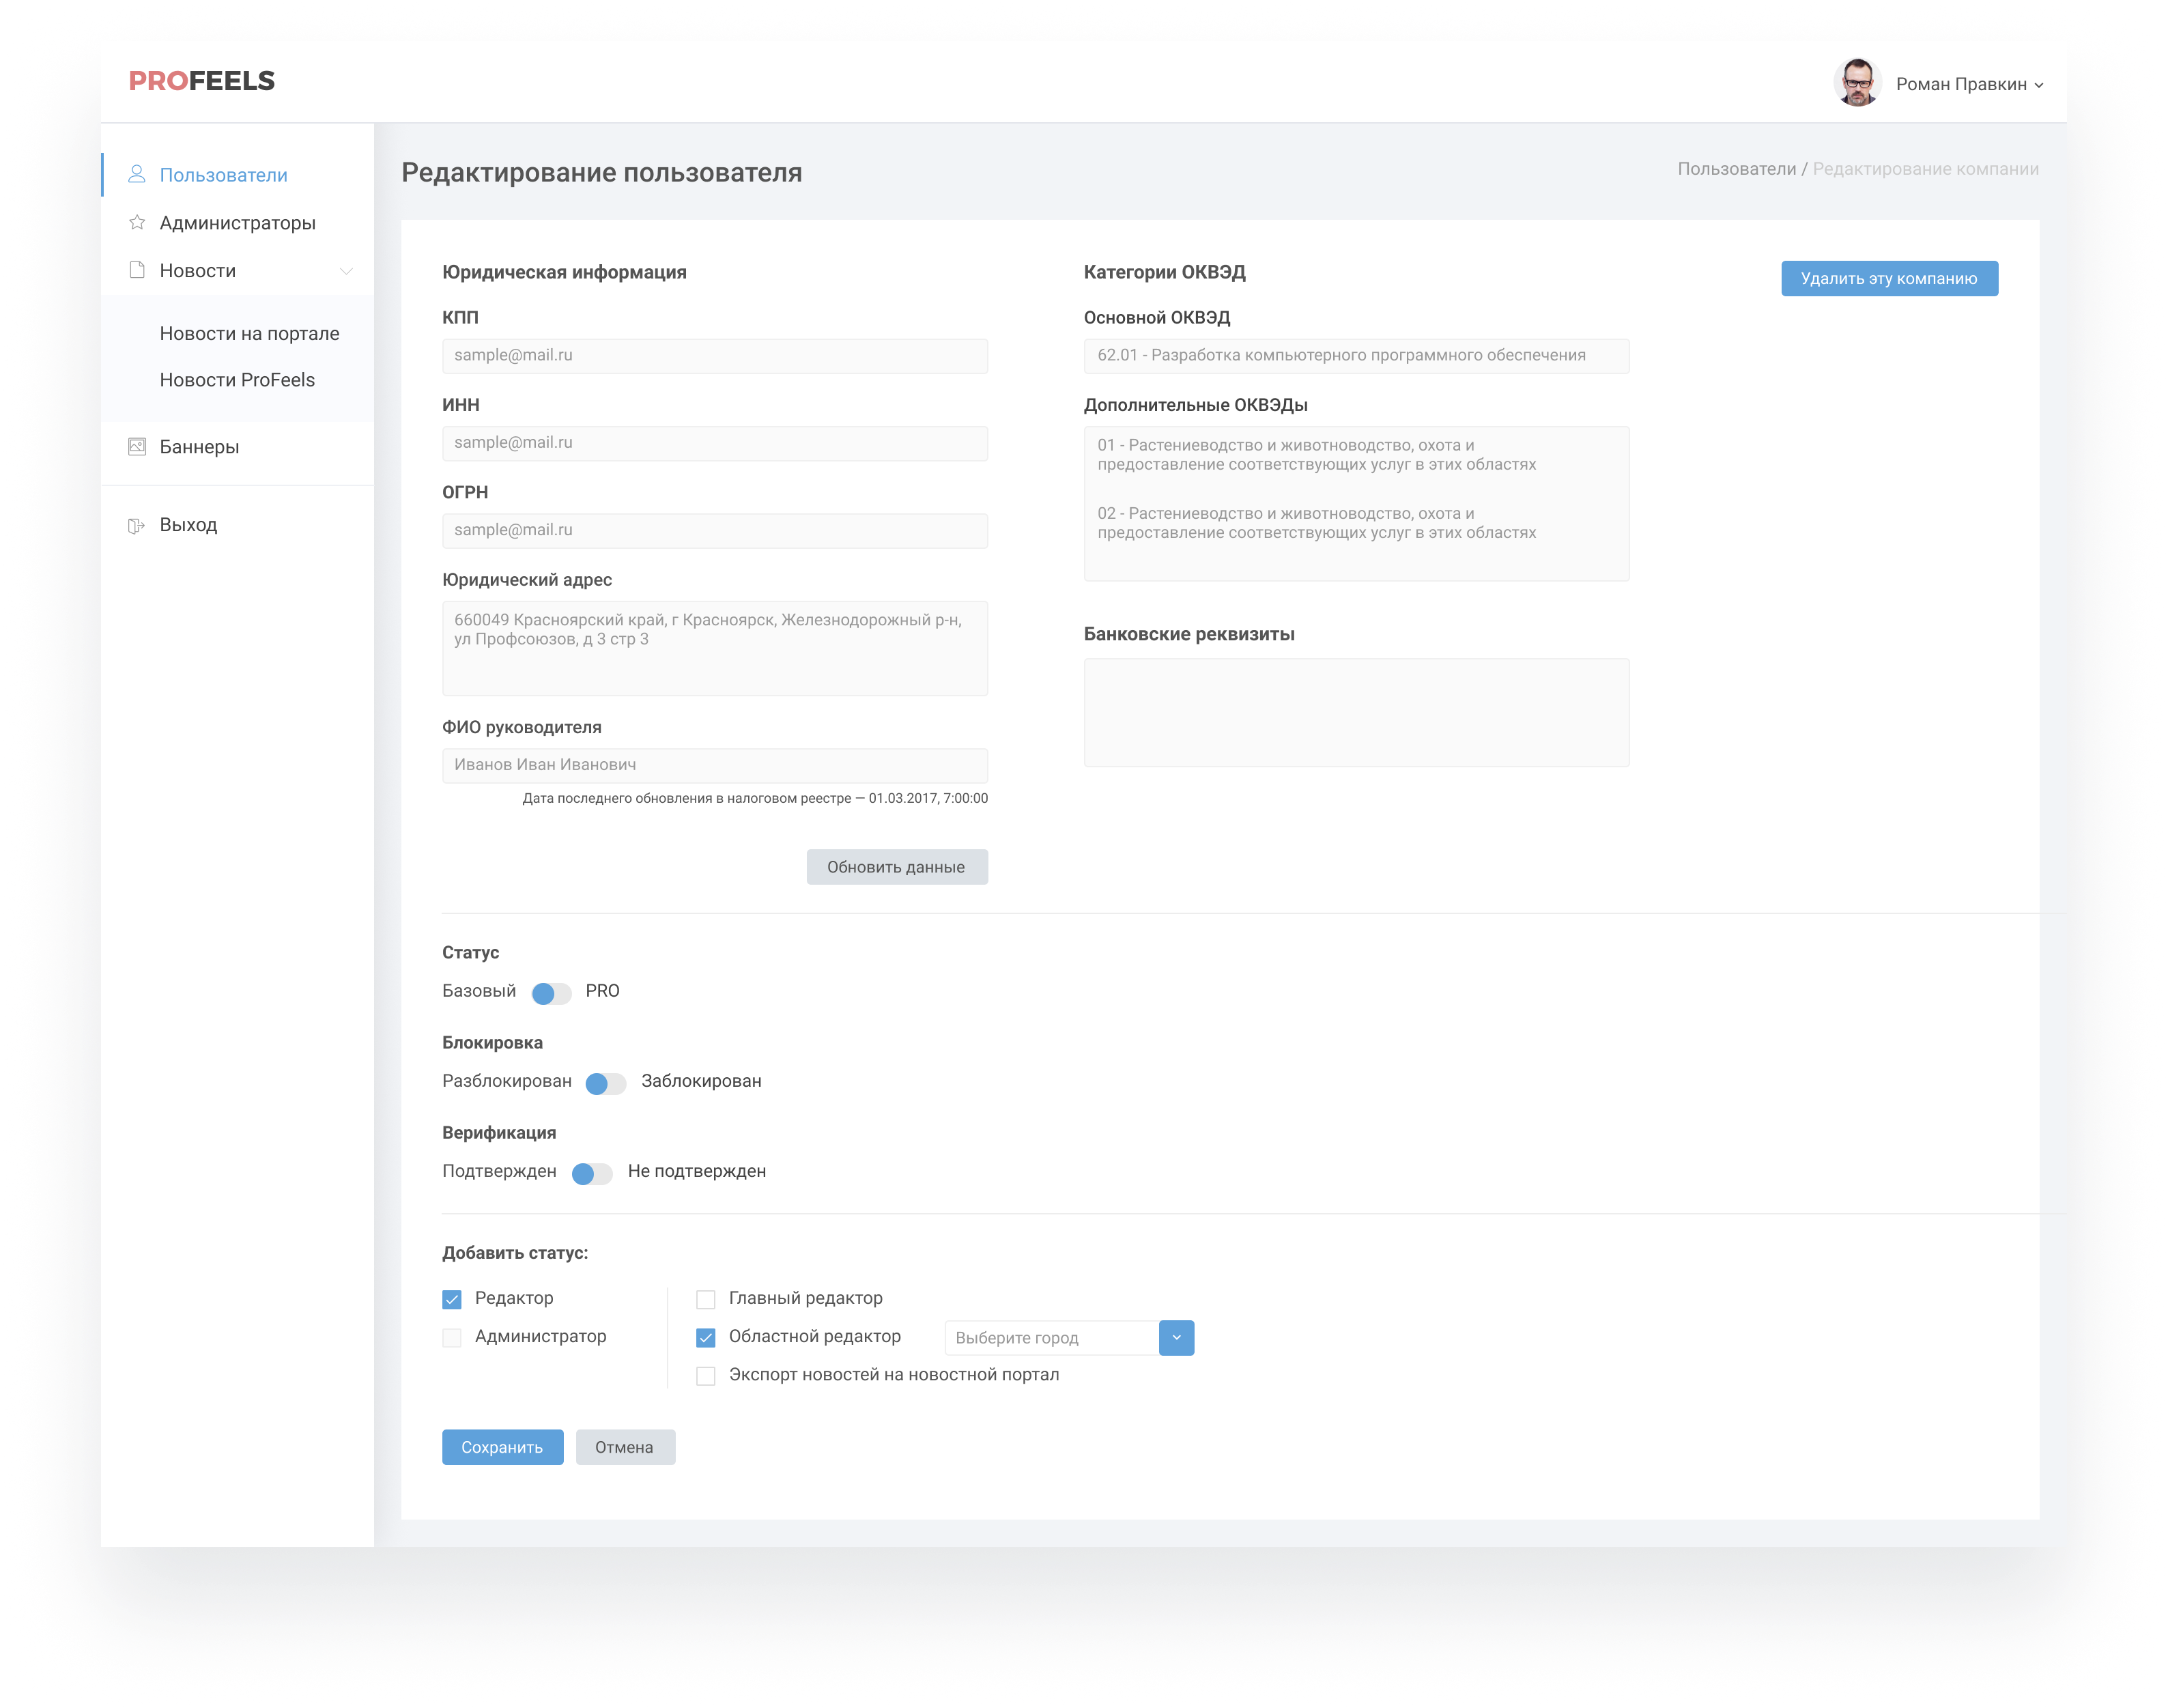 PROFEELS
Роман Правкин
Пользователи
Администраторы
Новости
Новости на портале
Новости ProFeels
Баннеры
Выход
Редактирование пользователя
Пользователи / Редактирование компании
Юридическая информация
КПП
sample@mail.ru
ИНН
sample@mail.ru
ОГРН
sample@mail.ru
Юридический адрес
660049 Красноярский край, г Красноярск, Железнодорожный р-н,
ул Профсоюзов, д 3 стр 3
ФИО руководителя
Иванов Иван Иванович
Дата последнего обновления в налоговом реестре — 01.03.2017, 7:00:00
Обновить данные
Категории ОКВЭД
Удалить эту компанию
Основной ОКВЭД
62.01 - Разработка компьютерного программного обеспечения
Дополнительные ОКВЭДы
01 - Растениеводство и животноводство, охота и
предоставление соответствующих услуг в этих областях
02 - Растениеводство и животноводство, охота и
предоставление соответствующих услуг в этих областях
Банковские реквизиты
Статус
Базовый PRO
Блокировка
Разблокирован Заблокирован
Верификация
Подтвержден Не подтвержден
Добавить статус:
Редактор
Администратор
Главный редактор
Областной редактор Выберите город
Экспорт новостей на новостной портал
Сохранить Отмена